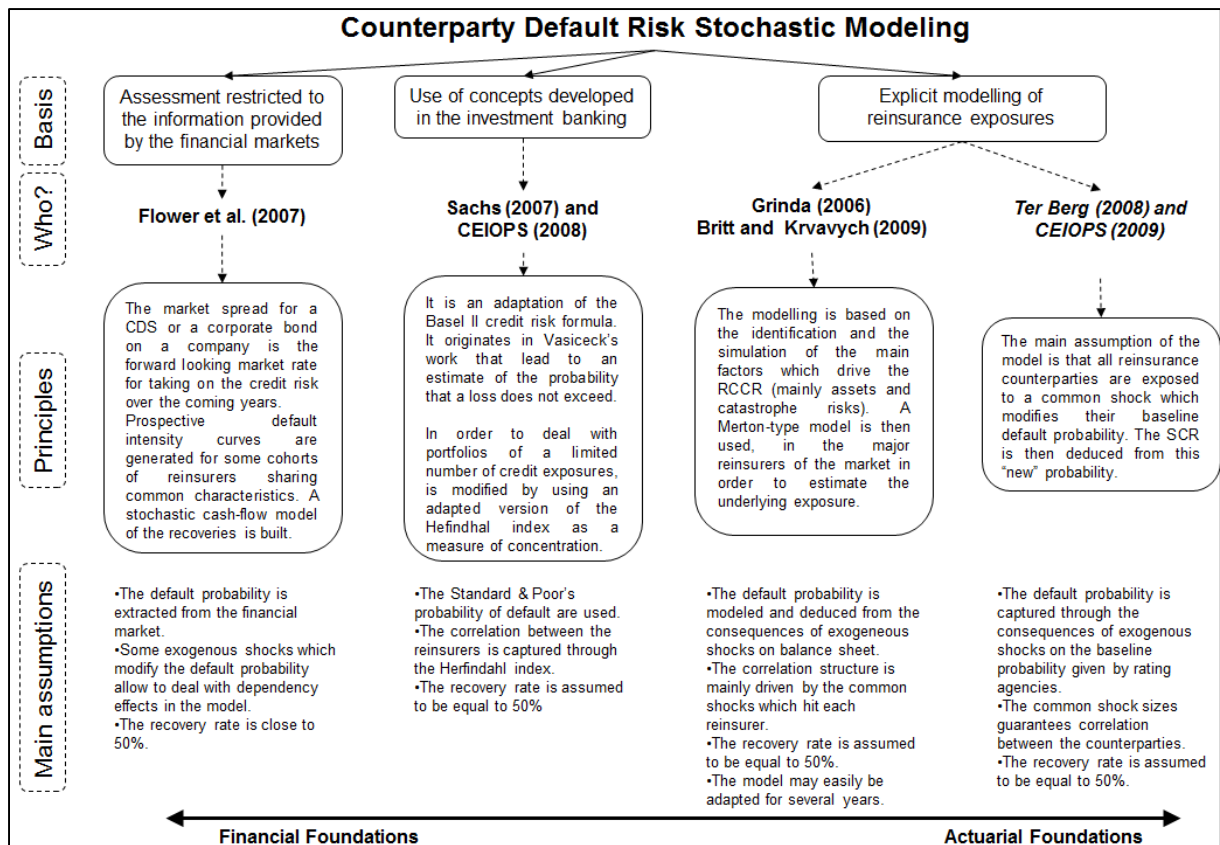 Counterparty Default Risk Stochastic Modeling
Basis
Assessment restricted to
the information provided
by the financial markets
Use of concepts developed
in the investment banking
Explicit modelling of
reinsurance exposures
Who?
Flower et al. (2007)
Sachs (2007) and
CEIOPS (2008)
Grinda (2006)
Britt and Krvavych (2009)
Ter Berg (2008) and
CEIOPS (2009)
Principles
The market spread for a
CDS or a corporate bond
on a company is the
forward looking market rate
for taking on the credit risk
over the coming years.
Prospective default
intensity curves are
generated for some cohorts
of reinsurers sharing
common characteristics. A
stochastic cash-flow model
of the recoveries is built.
It is an adaptation of the
Basel II credit risk formula.
It originates in Vasiceck's
work that lead to an
estimate of the probability
that a loss does not exceed.
In order to deal with
portfolios of a limited
number of credit exposures,
is modified by using an
adapted version of the
Hefindhal index as a
measure of concentration.
The modelling is based on
the identification and the
simulation of the main
factors which drive the
RCCR (mainly assets and
catastrophe risks). A
Merton-type model is then
used, in the major
reinsurers of the market in
order to estimate the
underlying exposure.
The main assumption of the
model is that all reinsurance
counterparties are exposed
to a common shock which
modifies their baseline
default probability. The SCR
is then deduced from this
"new" probability.
Main assumptions
•The default probability is
extracted from the financial
market.
•Some exogenous shocks which
modify the default probability
allow to deal with dependency
effects in the model.
•The recovery rate is close to
50%.
•The Standard & Poor's
probability of default are used.
•The correlation between the
reinsurers is captured through
the Herfindahl index.
•The recovery rate is assumed
to be equal to 50%
•The default probability is
modeled and deduced from the
consequences of exogeneous
shocks on balance sheet.
•The correlation structure is
mainly driven by the common
shocks which hit each
reinsurer.
•The recovery rate is assumed
to be equal to 50%.
•The model may easily be
adapted for several years.
•The default probability is
captured through the
consequences of exogenous
shocks on the baseline
probability given by rating
agencies.
•The common shock sizes
guarantees correlation
between the counterparties.
•The recovery rate is assumed
to be equal to 50%.
Financial Foundations
Actuarial Foundations